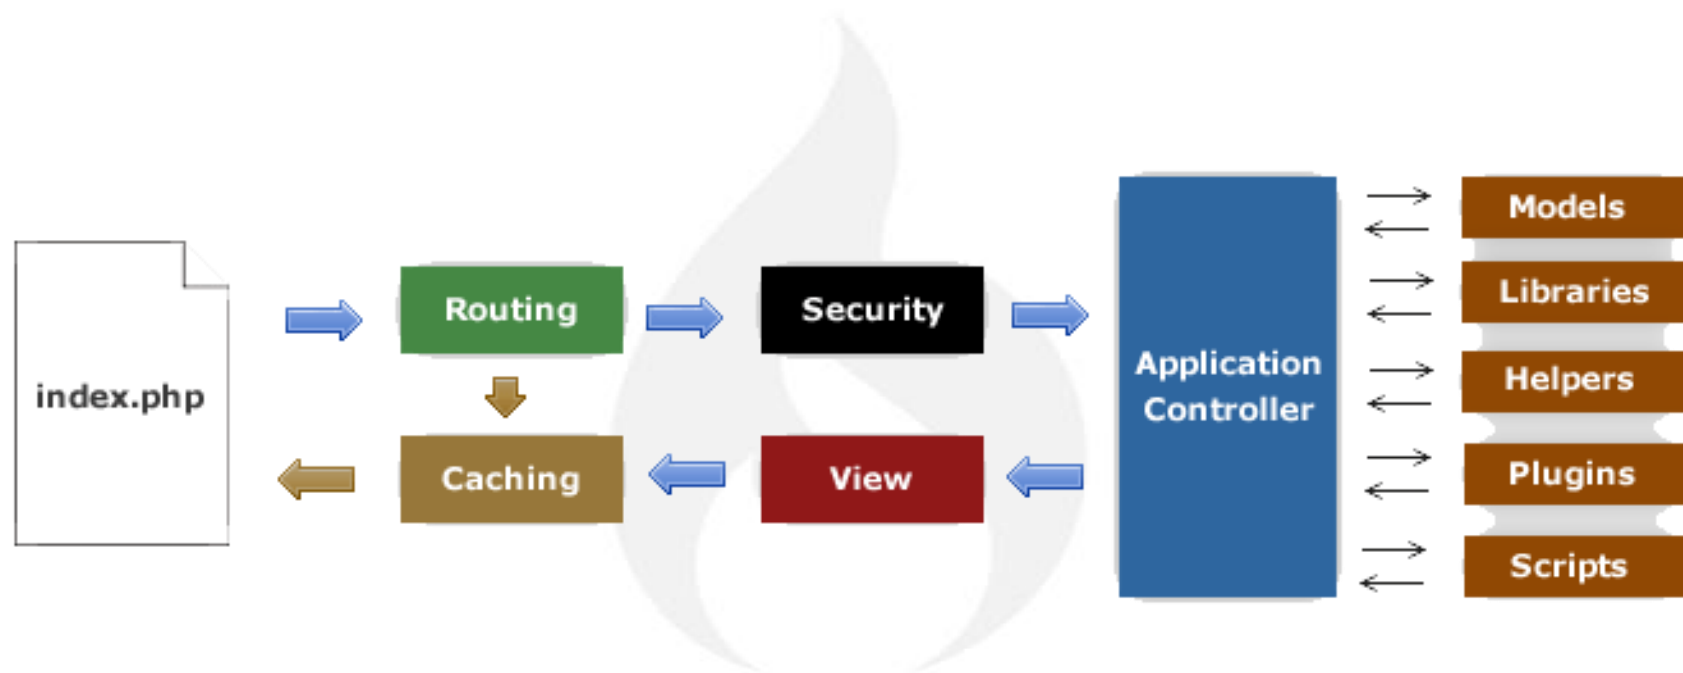 index.php
Routing
Security
Caching
View
Application
Controller
Models
Libraries
Helpers
Plugins
Scripts